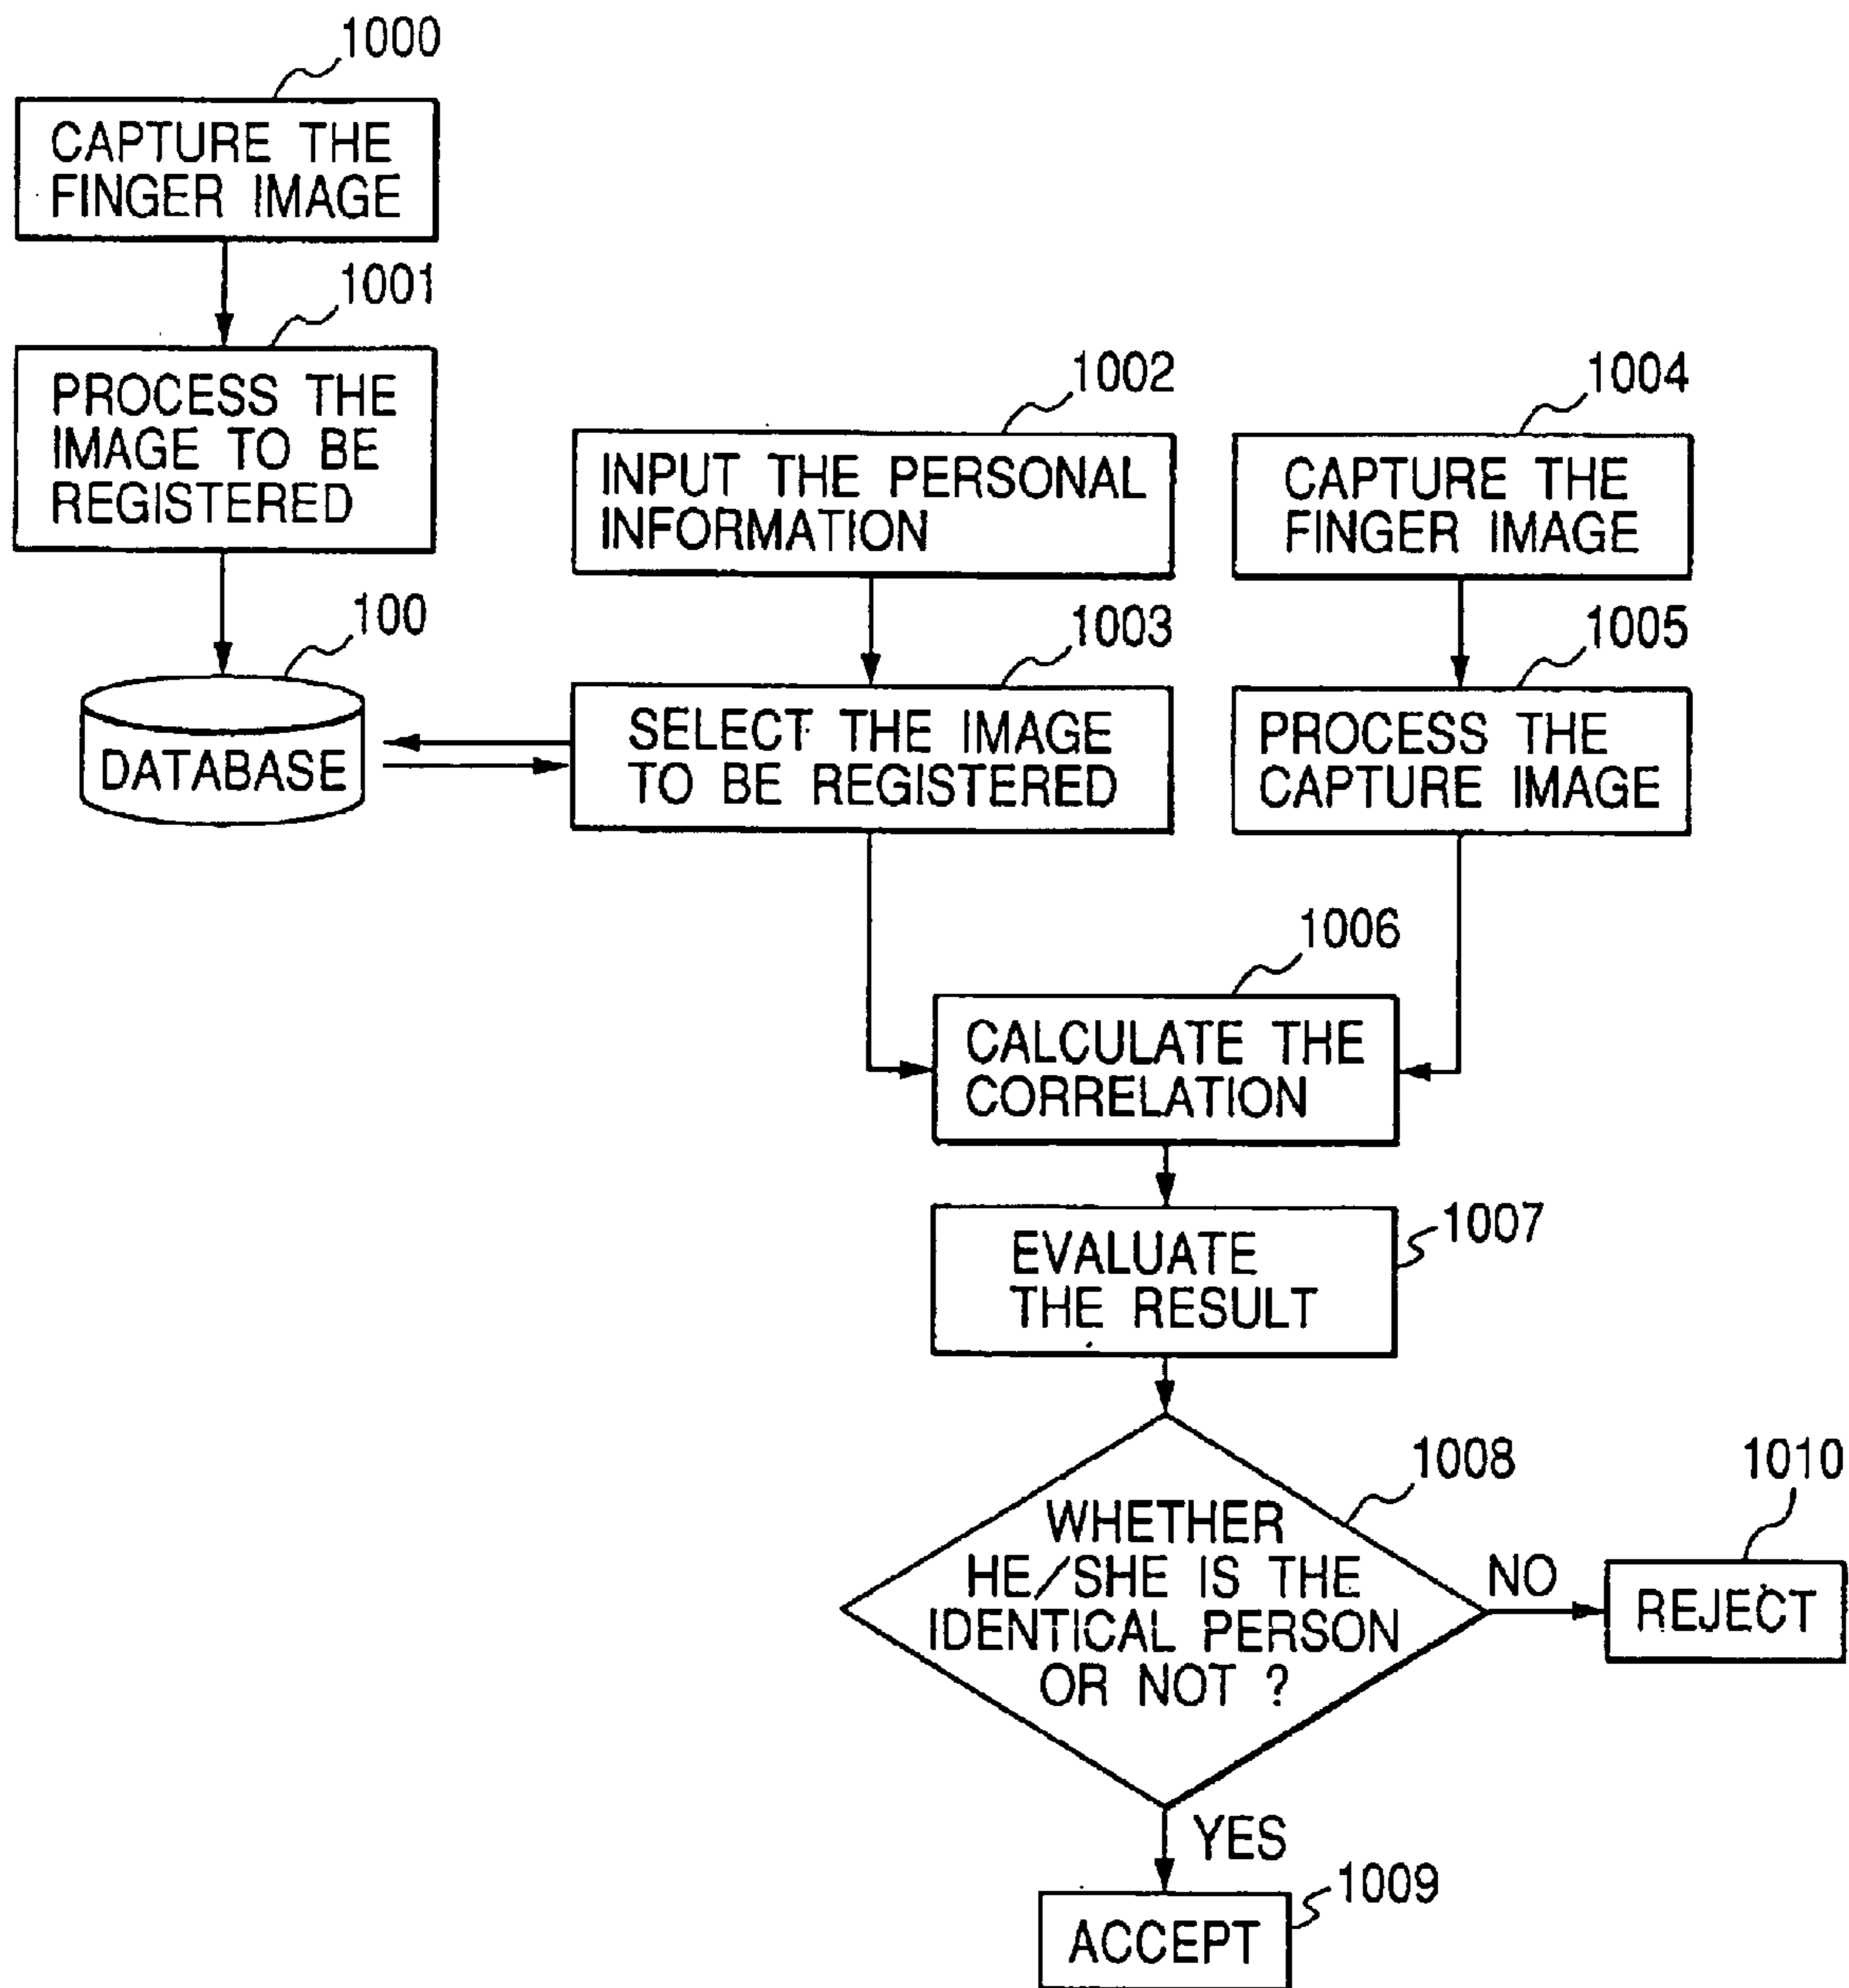 1000
CAPTURE THE
FINGER IMAGE
1001
PROCESS THE
IMAGE TO BE
REGISTERED
100
DATABASE
1002
INPUT THE PERSONAL
INFORMATION
1003
SELECT THE IMAGE
TO BE REGISTERED
1004
CAPTURE THE
FINGER IMAGE
1005
PROCESS THE
CAPTURE IMAGE
1006
CALCULATE THE
CORRELATION
1007
EVALUATE
THE RESULT
1008
WHETHER
HE/SHE IS THE
IDENTICAL PERSON
OR NOT ?
NO
1010
REJECT
YES
1009
ACCEPT